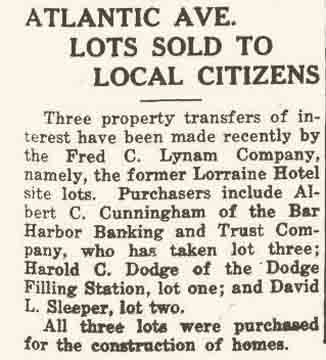 ATLANTIC AVE.
LOTS SOLD TO
LOCAL CITIZENS
Three property transfers of in-
terest have been made recently by
the Fred C. Lynam Company,
namely, the former Lorraine Hotel
site lots. Purchasers include Al-
bert C. Cunningham of the Bar
Harbor Banking and Trust Com-
pany, who has taken lot three;
Harold C. Dodge of the Dodge
Filling Station, lot one; and David
L. Sleeper, lot two.
All three lots were purchased
for the construction of homes.